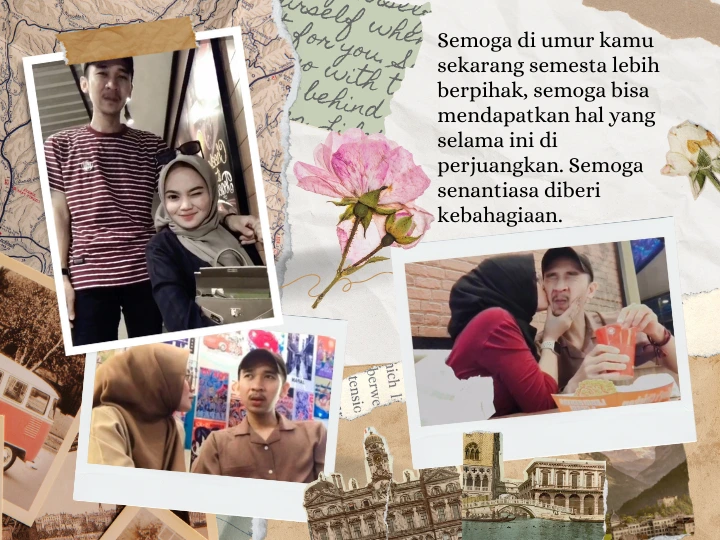 Semoga di umur kamu
sekarang semesta lebih
berpihak, semoga bisa
mendapatkan hal yang
selama ini di
perjuangkan. Semoga
senantiasa diberi
kebahagiaan.
for you
with
behind